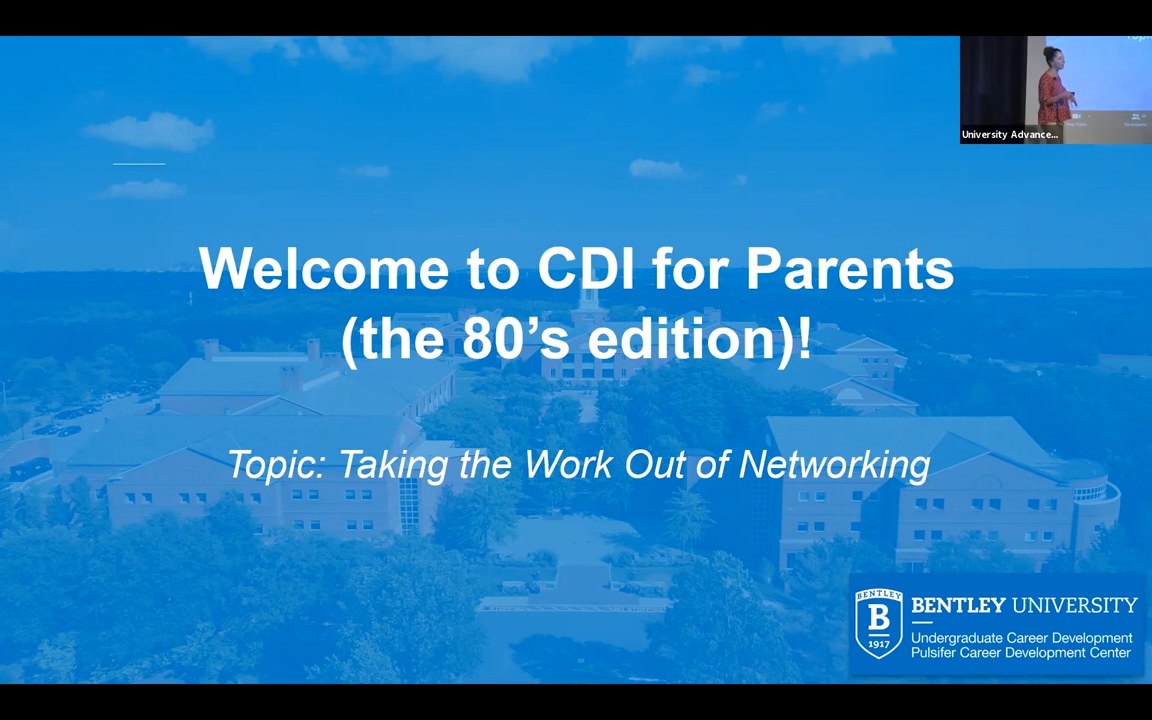 University Advance...
Welcome to CDI for Parents
(the 80's edition)!
Topic: Taking the Work Out of Networking
BENTLEY
B
1917
BENTLEY UNIVERSITY
Undergraduate Career Development
Pulsifer Career Development Center